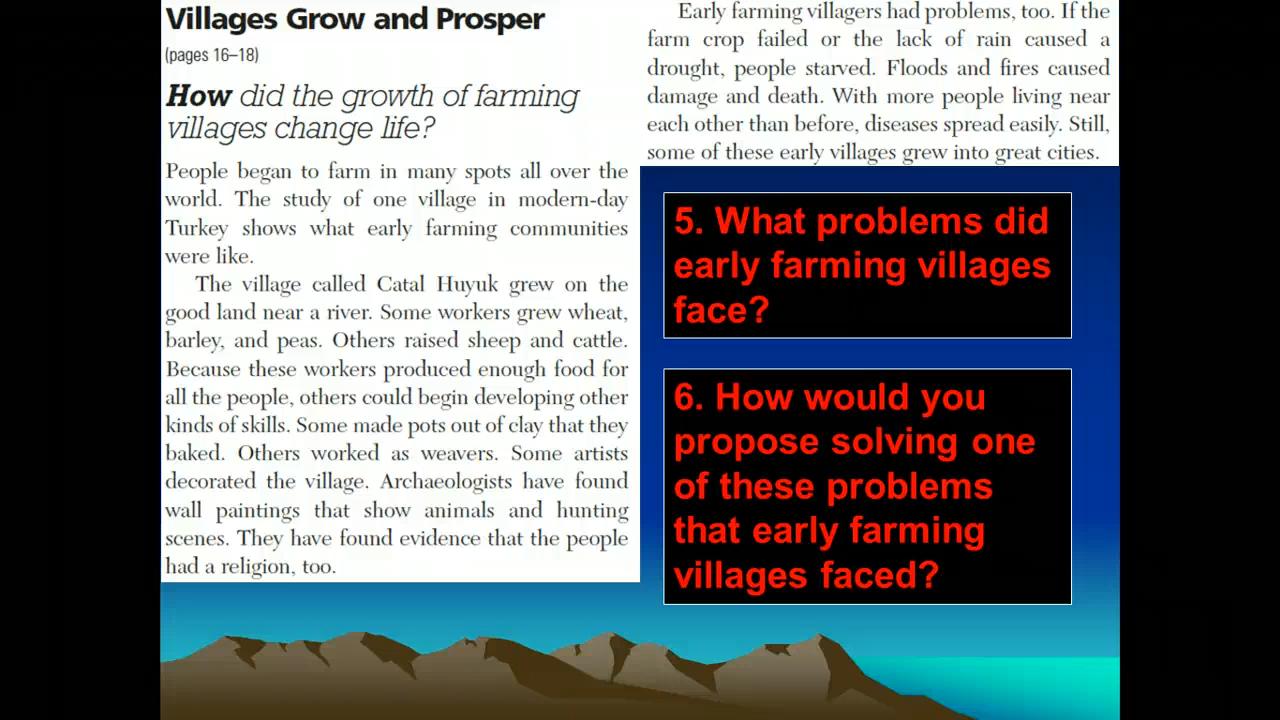 Villages Grow and Prosper
(pages 16–18)
How did the growth of farming
villages change life?
People began to farm in many spots all over the
world. The study of one village in modern-day
Turkey shows what early farming communities
were like.
The village called Catal Huyuk grew on the
good land near a river. Some workers grew wheat,
barley, and peas. Others raised sheep and cattle.
Because these workers produced enough food for
all the people, others could begin developing other
kinds of skills. Some made pots out of clay that they
baked. Others worked as weavers. Some artists
decorated the village. Archaeologists have found
wall paintings that show animals and hunting
scenes. They have found evidence that the people
had a religion, too.
Early farming villagers had problems, too. If the
farm crop failed or the lack of rain caused a
drought, people starved. Floods and fires caused
damage and death. With more people living near
each other than before, diseases spread easily. Still,
some of these early villages grew into great cities.
5. What problems did
early farming villages
face?
6. How would you
propose solving one
of these problems
that early farming
villages faced?